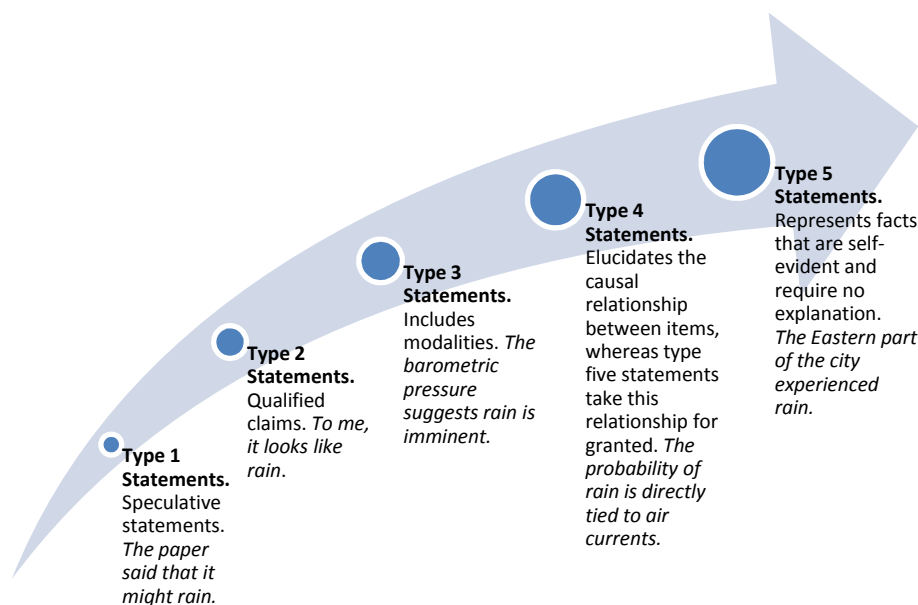 Type 1
Statements.
Speculative
statements.
The paper
said that it
might rain.
Type 2
Statements.
Qualified
claims. To me,
it looks like
rain.
Type 3
Statements.
Includes
modalities. The
barometric
pressure
suggests rain is
imminent.
Type 4
Statements.
Elucidates the
causal
relationship
between items,
whereas type
five statements
take this
relationship for
granted. The
probability of
rain is directly
tied to air
currents.
Type 5
Statements.
Represents facts
that are self-
evident and
require no
explanation.
The Eastern part
of the city
experienced
rain.